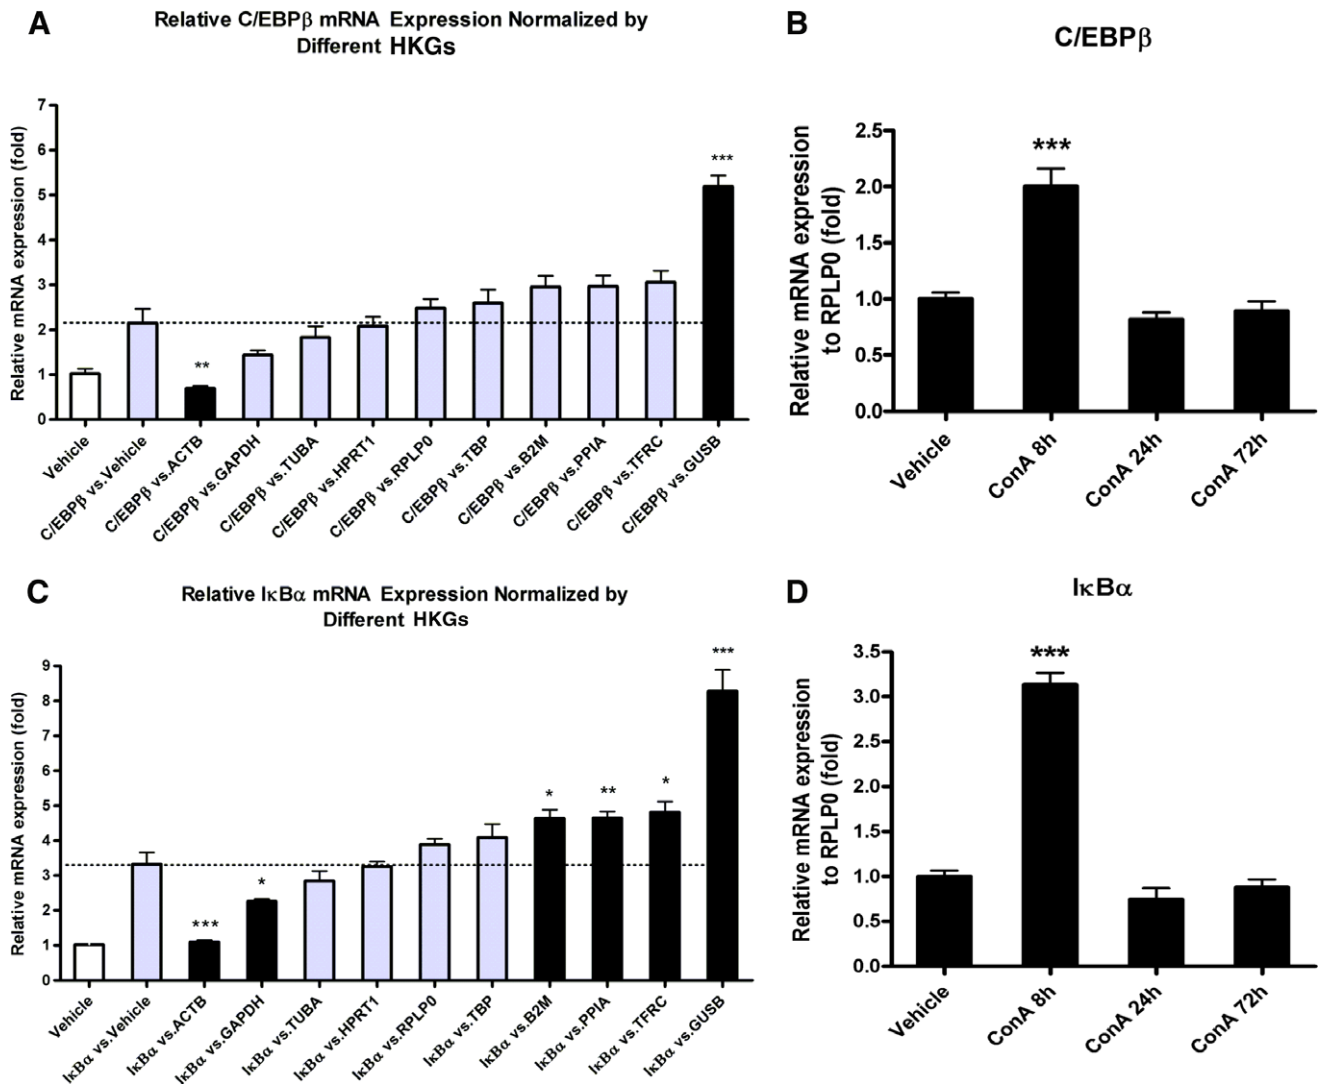 A
Relative C/EBPβ mRNA Expression Normalized by
Different HKGs
Relative mRNA expression (fold)
7
6
5
4
3
2
1
0
**
***
Vehicle
C/EBPβ vs.Vehicle
C/EBPβ vs.ACTB
C/EBPβ vs.GAPDH
C/EBPβ vs.TUBA
C/EBPβ vs.HPRT1
C/EBPβ vs.RPLP0
C/EBPβ vs.TBP
C/EBPβ vs.B2M
C/EBPβ vs.PPIA
C/EBPβ vs.TFRC
C/EBPβ vs.GUSB
B
C/EBPβ
Relative mRNA expression
to RPLP0 (fold)
2.5
2.0
1.5
1.0
0.5
0.0
***
Vehicle
ConA 8h
ConA 24h
ConA 72h
C
Relative IκBα mRNA Expression Normalized by
Different HKGs
Relative mRNA expression (fold)
9
8
7
6
5
4
3
2
1
0
***
*
*
**
*
***
Vehicle
IκBα vs.Vehicle
IκBα vs.ACTB
IκBα vs.GAPDH
IκBα vs.TUBA
IκBα vs.HPRT1
IκBα vs.RPLP0
IκBα vs.TBP
IκBα vs.B2M
IκBα vs.PPIA
IκBα vs.TFRC
IκBα vs.GUSB
D
IκBα
Relative mRNA expression
to RPLP0 (fold)
3.5
3.0
2.5
2.0
1.5
1.0
0.5
0.0
***
Vehicle
ConA 8h
ConA 24h
ConA 72h